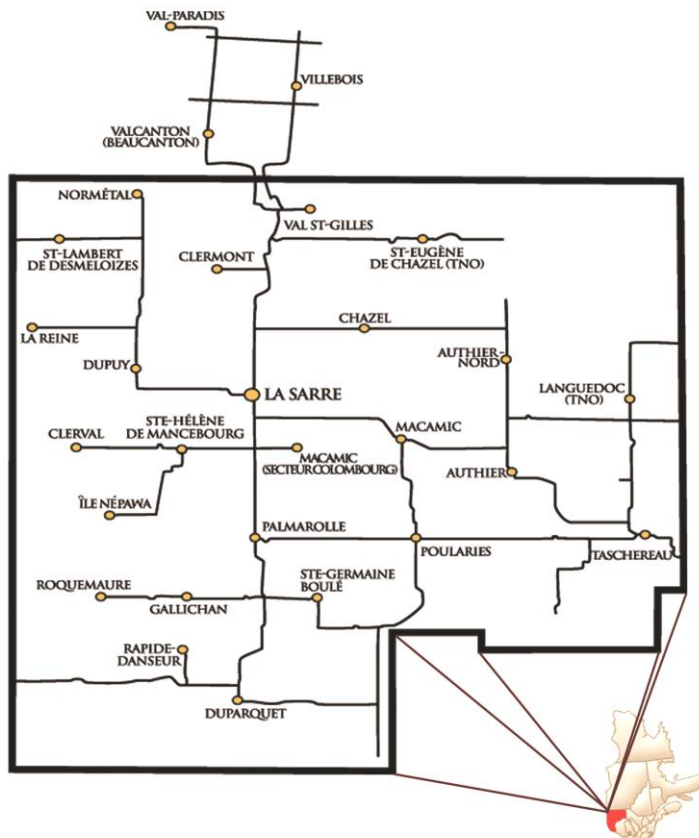 VAL-PARADIS
VILLEBOIS
VALCANTON
(BEAUCANTON)
NORMÉTAL
VAL ST-GILLES
ST-LAMBERT
DE DESMELOIZES
CLERMONT
ST-EUGÈNE
DE CHAZEL (TNO)
CHAZEL
LA REINE
AUTHIER-
NORD
DUPUY
LANGUEDOC
(TNO)
LA SARRE
STE-HÉLÈNE
DE MANCEBOURG
CLERVAL
MACAMIC
MACAMIC
(SECTEUR COLOMBOURG)
AUTHIER
ÎLE NÉPAWA
PALMAROLLE
POULARIES
TASCHEREAU
ROQUEMAURE
GALLICHAN
STE-GERMAINE
BOULÉ
RAPIDE-
DANSEUR
DUPARQUET